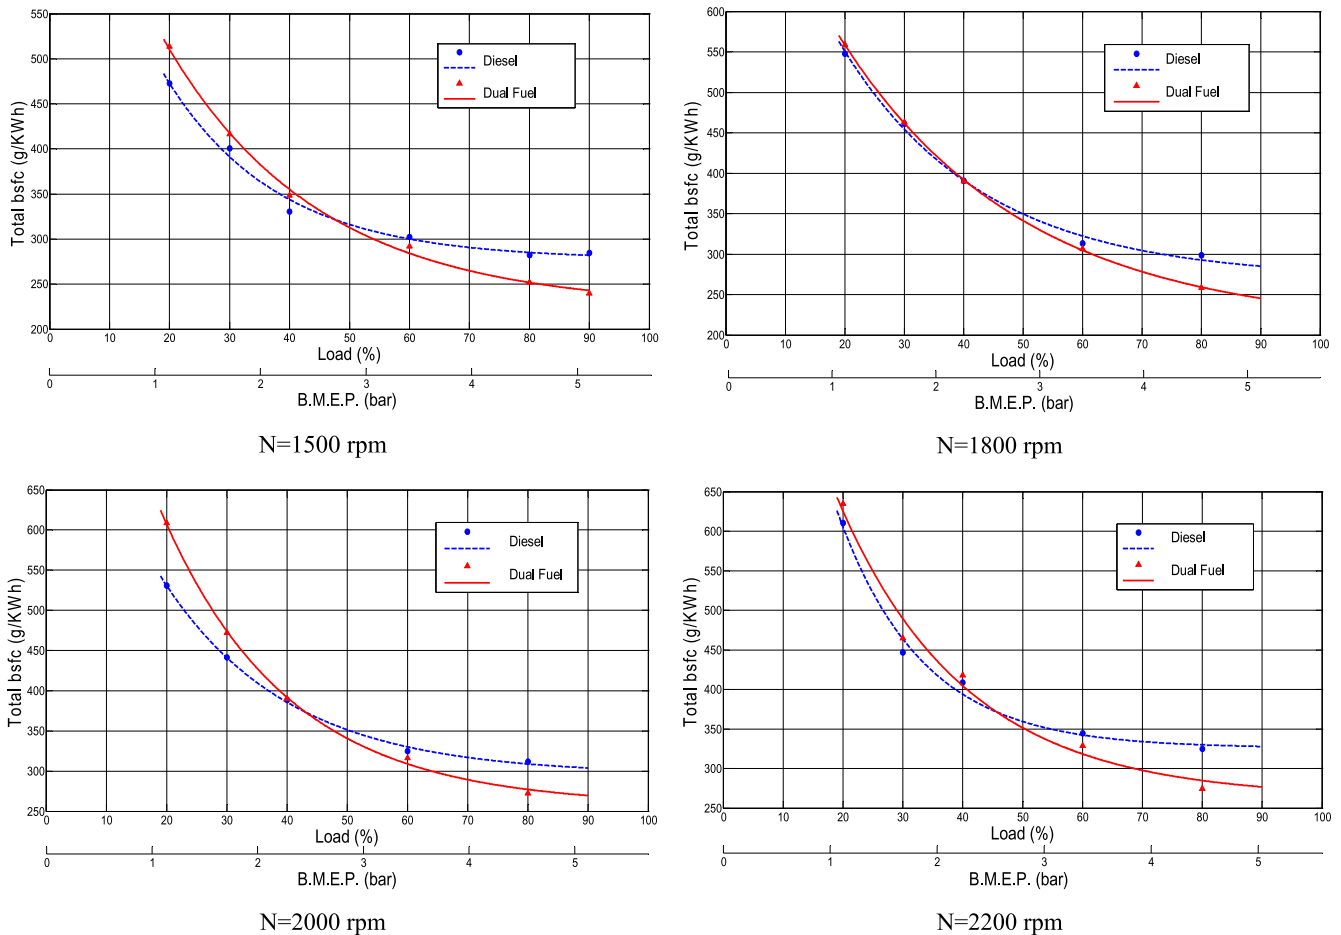 550
500
450
400
350
300
250
200
Total bsfc (g/KWh)
Diesel
Dual Fuel
0 10 20 30 40 50 60 70 80 90 100
Load (%)
0 1 2 3 4 5
B.M.E.P. (bar)
N=1500 rpm
600
550
500
450
400
350
300
250
200
Total bsfc (g/KWh)
Diesel
Dual Fuel
0 10 20 30 40 50 60 70 80 90 100
Load (%)
0 1 2 3 4 5
B.M.E.P. (bar)
N=1800 rpm
650
600
550
500
450
400
350
300
250
Total bsfc (g/KWh)
Diesel
Dual Fuel
0 10 20 30 40 50 60 70 80 90 100
Load (%)
0 1 2 3 4 5
B.M.E.P. (bar)
N=2000 rpm
650
600
550
500
450
400
350
300
250
Total bsfc (g/KWh)
Diesel
Dual Fuel
0 10 20 30 40 50 60 70 80 90 100
Load (%)
0 1 2 3 4 5
B.M.E.P. (bar)
N=2200 rpm